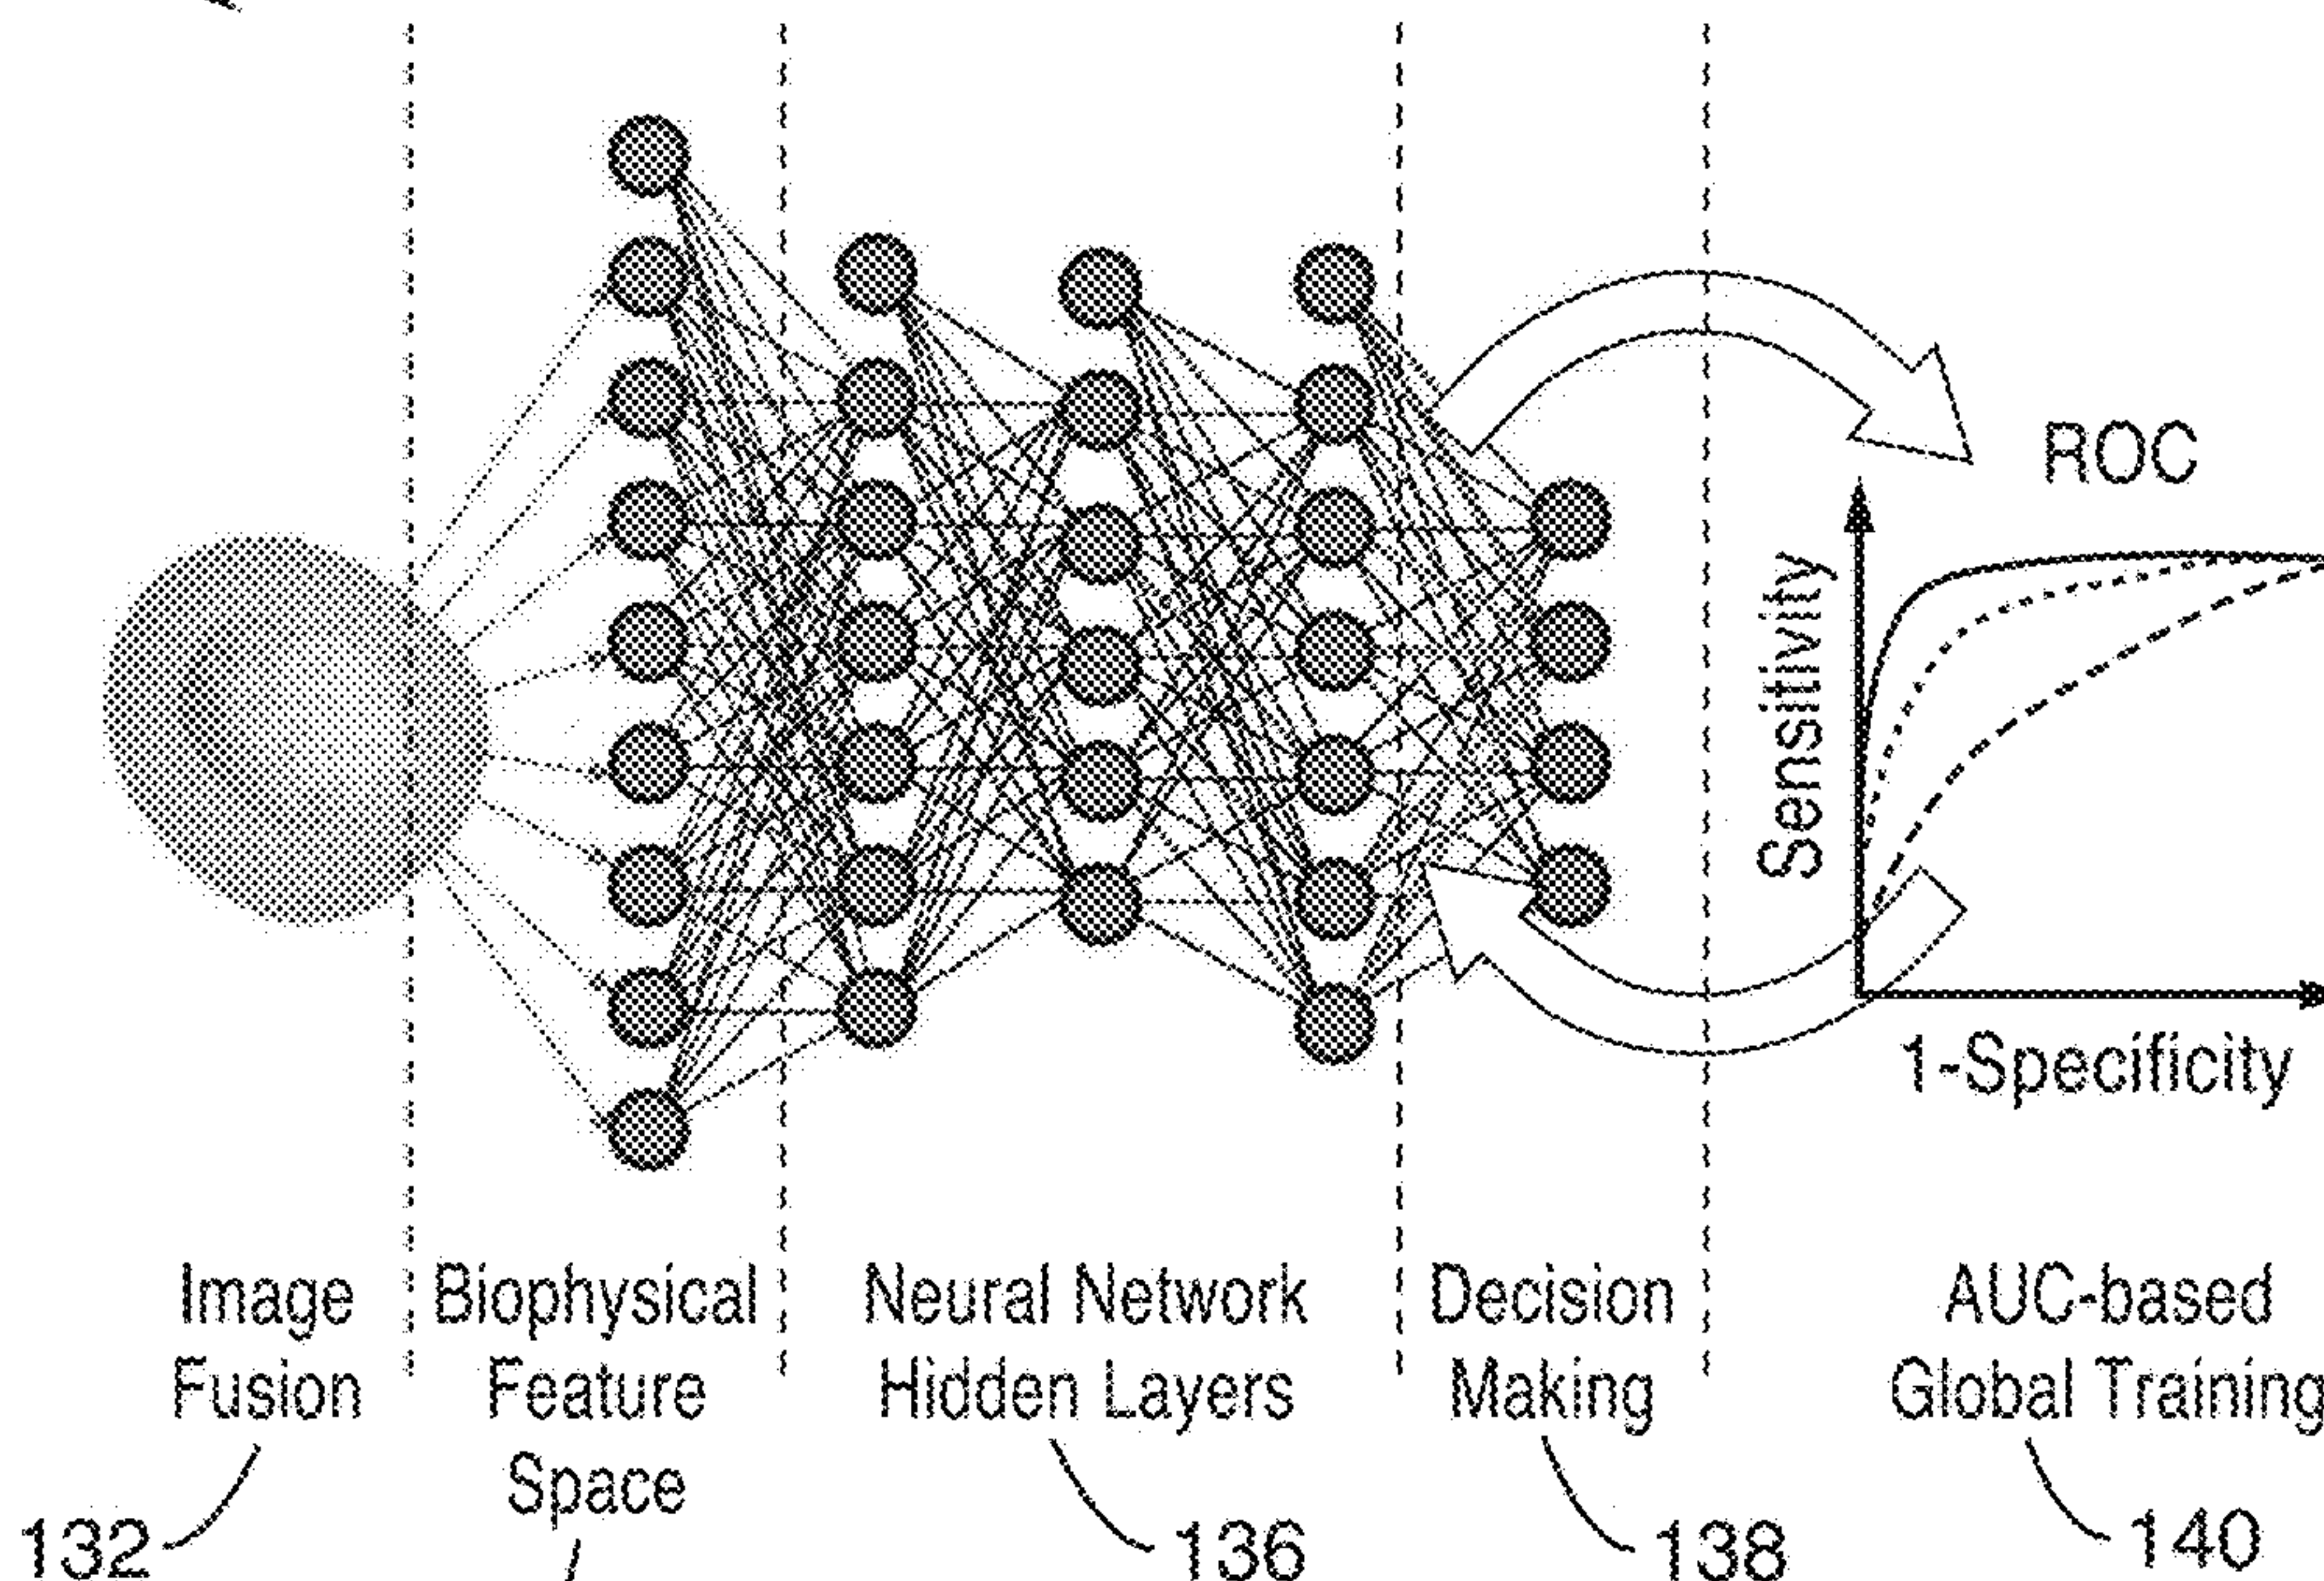 ROC
Sensitivity
1-Specificity
Image
Fusion
Biophysical
Feature
Space
Neural Network
Hidden Layers
Decision
Making
AUC-based
Global Training
132
136
138
140